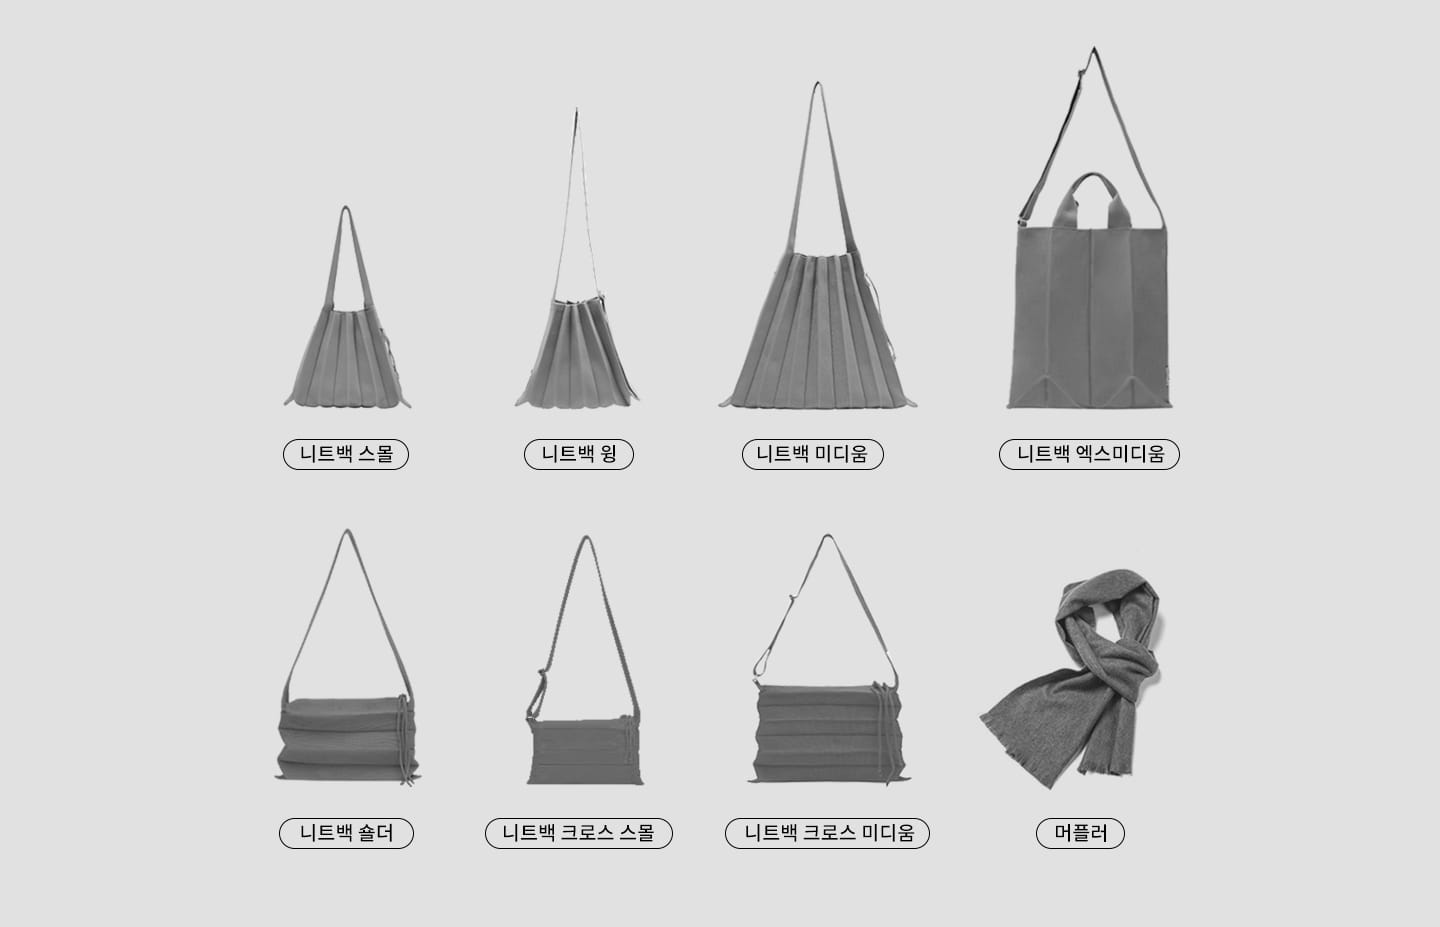 니트백 스몰
니트백 윙
니트백 미디움
니트백 엑스미디움
니트백 숄더
니트백 크로스 스몰
니트백 크로스 미디움
머플러